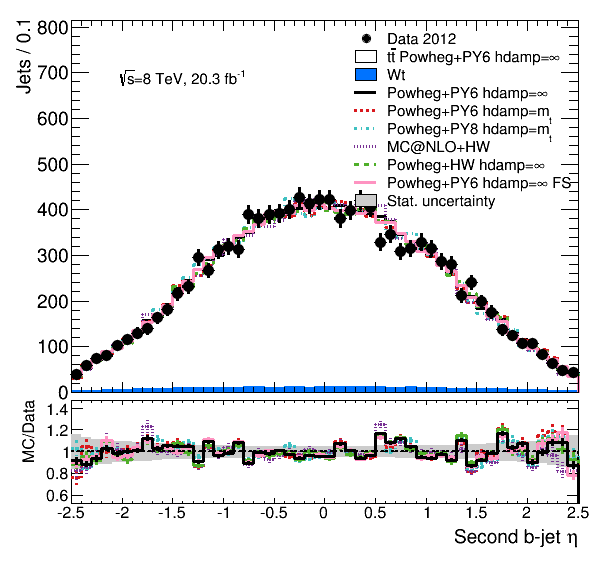 Jets / 0.1
800
700
600
500
400
300
200
100
0
√s=8 TeV, 20.3 fb⁻¹
Data 2012
tt̄ Powheg+PY6 hdamp=∞
Wt
Powheg+PY6 hdamp=∞
Powheg+PY6 hdamp=mₜ
Powheg+PY8 hdamp=mₜ
MC@NLO+HW
Powheg+HW hdamp=∞
Powheg+PY6 hdamp=∞ FS
Stat. uncertainty
MC/Data
1.4
1.2
1
0.8
0.6
-2.5 -2 -1.5 -1 -0.5 0 0.5 1 1.5 2 2.5
Second b-jet η